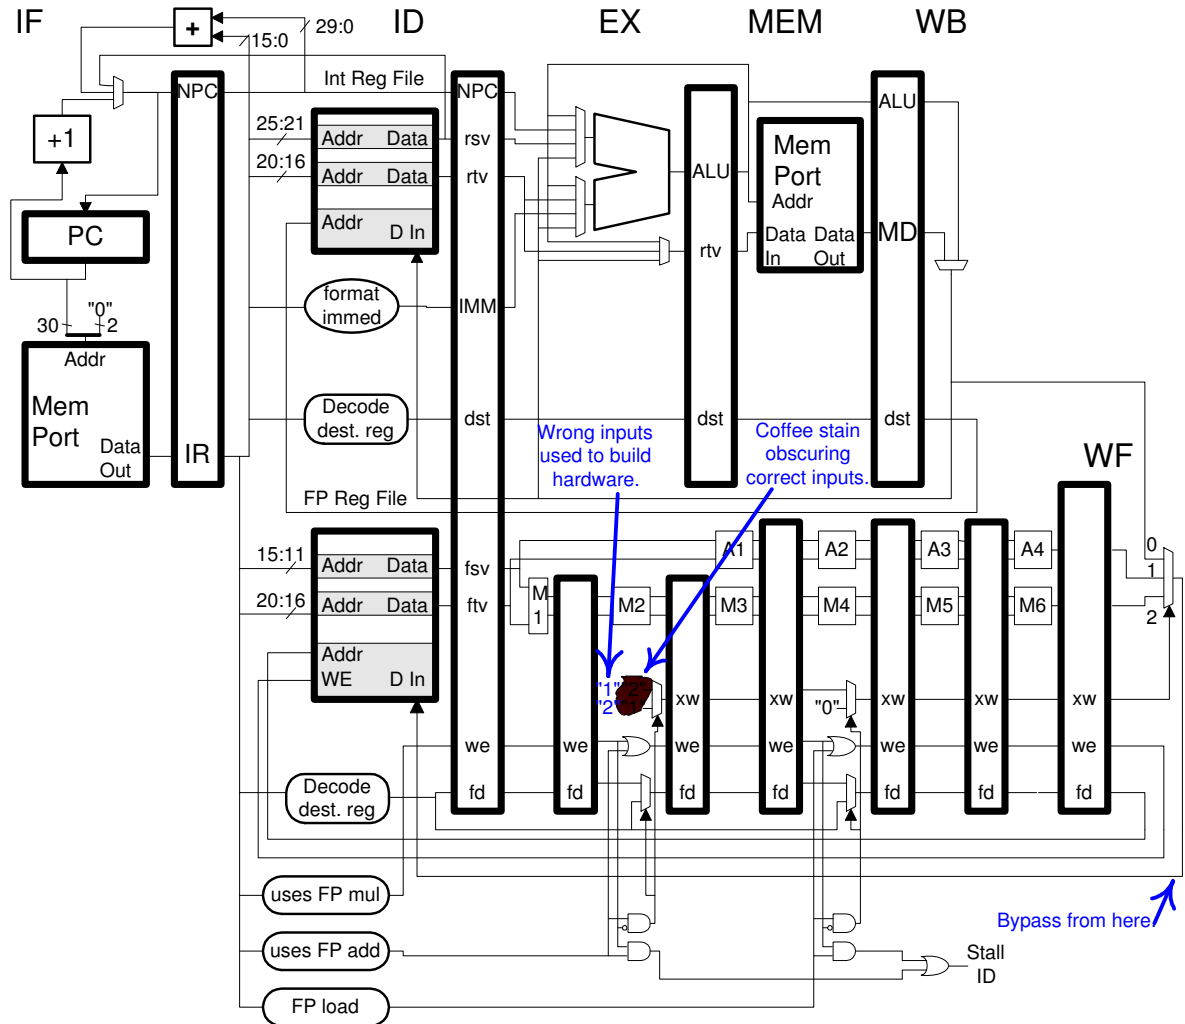 IF
ID
EX
MEM
WB
+
29:0
15:0
+1
NPC
Int Reg File
NPC
ALU
25:21
Addr Data
rsv
20:16
Addr Data
rtv
Addr
D In
PC
ALU
Mem
Port
Addr
Data
In
Data
Out
MD
rtv
format
immed
IMM
"0"
30
2
Addr
Mem
Port
Data
Out
IR
Decode
dest. reg
dst
dst
dst
Wrong inputs
used to build
hardware.
Coffee stain
obscuring
correct inputs.
WF
FP Reg File
15:11
Addr Data
fsv
20:16
Addr Data
ftv
Addr
WE D In
M
1
A1
A2
A3
A4
M2
M3
M4
M5
M6
0
1
2
"1" "2"
"2" "1"
xw
"0"
xw
xw
xw
we
we
we
we
we
we
we
Decode
dest. reg
fd
fd
fd
fd
fd
fd
fd
uses FP mul
uses FP add
FP load
Bypass from here
Stall
ID